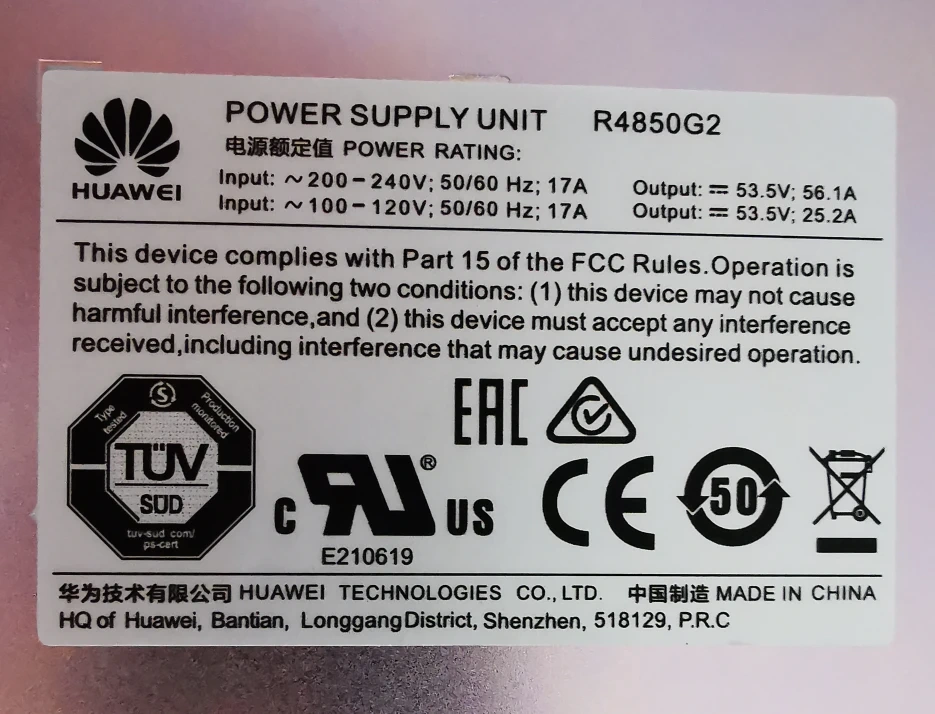 HUAWEI
POWER SUPPLY UNIT R4850G2
电源额定值 POWER RATING:
Input: ~200-240V; 50/60 Hz; 17A Output: ⎓ 53.5V; 56.1A
Input: ~100-120V; 50/60 Hz; 17A Output: ⎓ 53.5V; 25.2A
This device complies with Part 15 of the FCC Rules.Operation is
subject to the following two conditions: (1) this device may not cause
harmful interference,and (2) this device must accept any interference
received,including interference that may cause undesired operation.
Type tested
S
Production monitored
TÜV
SÜD
tuv-sud com/
ps-cert
C RU® US
E210619
EAC
CE
50
华为技术有限公司 HUAWEI TECHNOLOGIES CO.,LTD. 中国制造 MADE IN CHINA
HQ of Huawei, Bantian, LonggangDistrict, Shenzhen, 518129, P.R.C